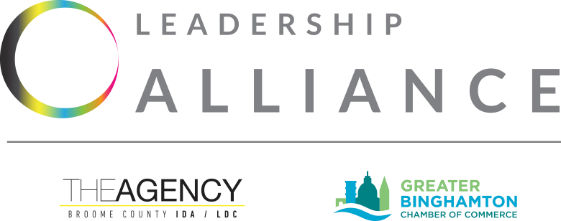 LEADERSHIP
ALLIANCE
THEAGENCY
BROOME COUNTY IDA / LDC
GREATER
BINGHAMTON
CHAMBER OF COMMERCE